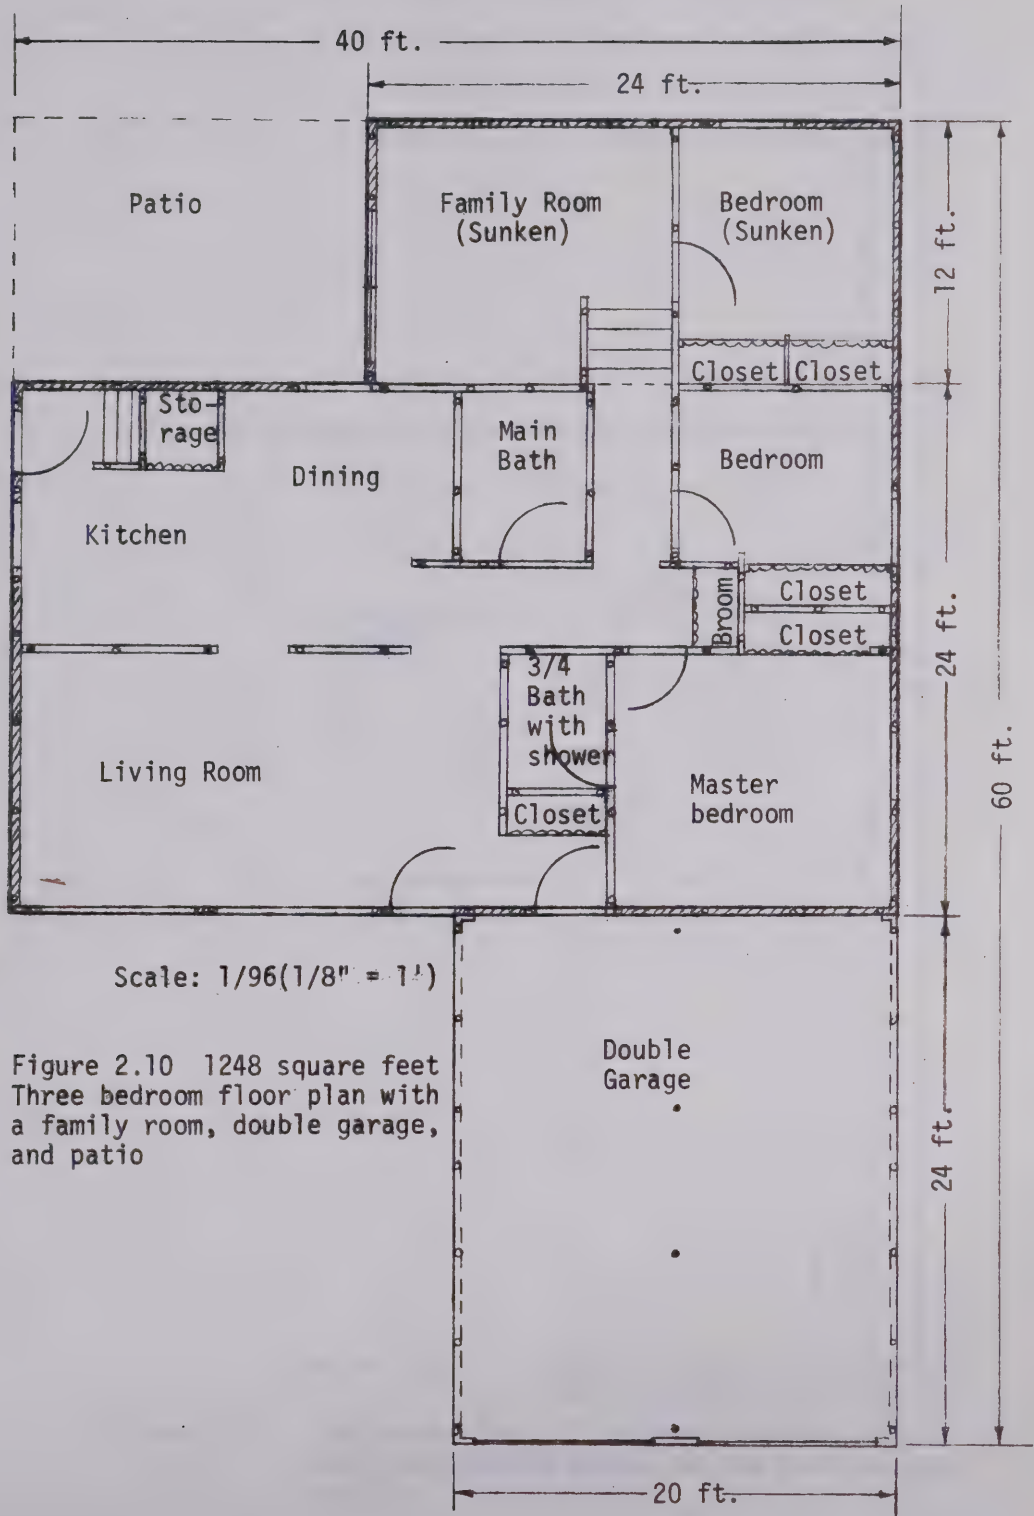 40 ft.
24 ft.
Patio
Family Room
(Sunken)
Bedroom
(Sunken)
12 ft.
Closet
Closet
Sto-
rage
Main
Bath
Bedroom
Dining
Kitchen
Closet
Broom
Closet
24 ft.
3/4
Bath
with
shower
Living Room
Master
bedroom
Closet
60 ft.
Scale: 1/96(1/8" = 1')
Figure 2.10 1248 square feet
Three bedroom floor plan with
a family room, double garage,
and patio
Double
Garage
24 ft.
20 ft.